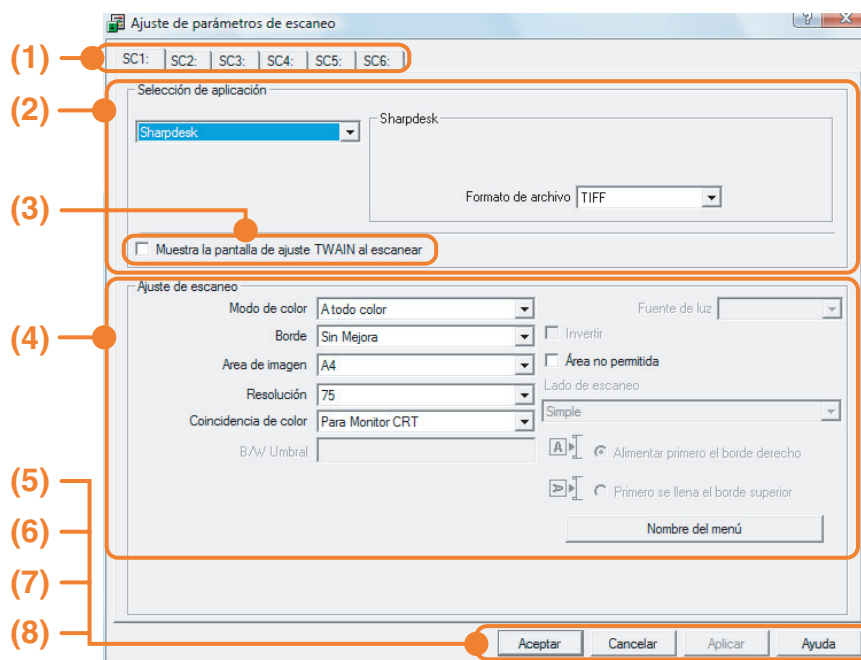 Ajuste de parámetros de escaneo
(1)
SC1: SC2: SC3: SC4: SC5: SC6:
(2)
Selección de aplicación
Sharpdesk
Sharpdesk
Formato de archivo TIFF
(3)
Muestra la pantalla de ajuste TWAIN al escanear
(4)
Ajuste de escaneo
Modo de color A todo color
Fuente de luz
Borde Sin Mejora
Invertir
Area de imagen A4
Área no permitida
Resolución 75
Lado de escaneo
Simple
Coincidencia de color Para Monitor CRT
B/W Umbral
A
Alimentar primero el borde derecho
A
Primero se llena el borde superior
Nombre del menú
(5)
(6)
(7)
(8)
Aceptar Cancelar Aplicar Ayuda